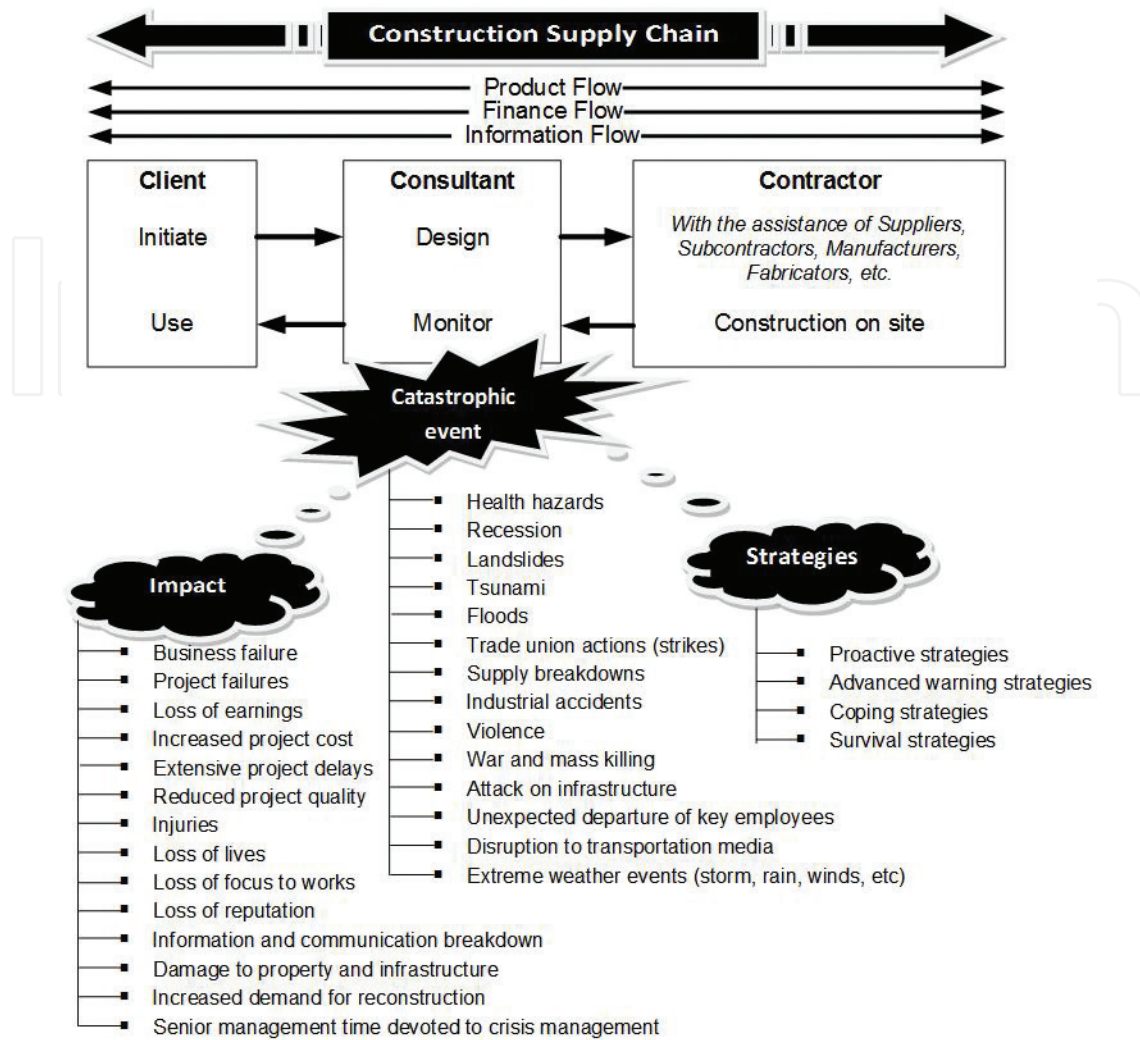 Construction Supply Chain
Product Flow
Finance Flow
Information Flow
Client
Initiate
Use
Consultant
Design
Monitor
Contractor
With the assistance of Suppliers,
Subcontractors, Manufacturers,
Fabricators, etc.
Construction on site
Catastrophic
event
Health hazards
Recession
Landslides
Tsunami
Floods
Trade union actions (strikes)
Supply breakdowns
Industrial accidents
Violence
War and mass killing
Attack on infrastructure
Unexpected departure of key employees
Disruption to transportation media
Extreme weather events (storm, rain, winds, etc)
Impact
Business failure
Project failures
Loss of earnings
Increased project cost
Extensive project delays
Reduced project quality
Injuries
Loss of lives
Loss of focus to works
Loss of reputation
Information and communication breakdown
Damage to property and infrastructure
Increased demand for reconstruction
Senior management time devoted to crisis management
Strategies
Proactive strategies
Advanced warning strategies
Coping strategies
Survival strategies